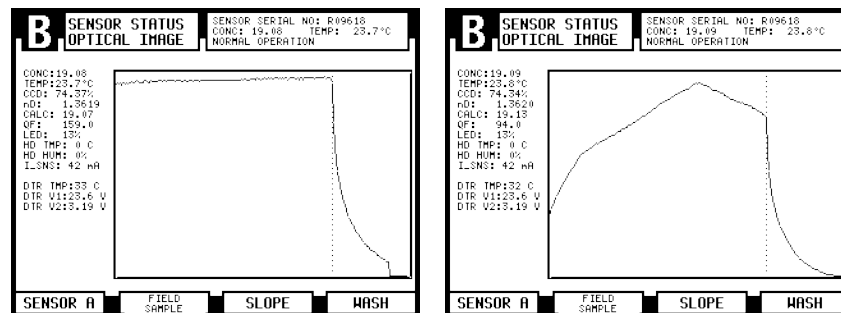 B
SENSOR STATUS
OPTICAL IMAGE
SENSOR SERIAL NO: R09618
CONC: 19.08 TEMP: 23.7°C
NORMAL OPERATION
CONC:19.08
TEMP:23.7°C
CCD: 74.37%
nD: 1.3619
CALC: 19.07
QF: 159.0
LED: 13%
HD TMP: 0 C
HD HUM: 0%
I_SNS: 42 mA
DTR TMP:33 C
DTR V1:23.6 V
DTR V2:3.19 V
SENSOR A
FIELD
SAMPLE
SLOPE
WASH
B
SENSOR STATUS
OPTICAL IMAGE
SENSOR SERIAL NO: R09618
CONC: 19.09 TEMP: 23.8°C
NORMAL OPERATION
CONC:19.09
TEMP:23.8°C
CCD: 74.34%
nD: 1.3620
CALC: 19.13
QF: 94.0
LED: 13%
HD TMP: 0 C
HD HUM: 0%
I_SNS: 42 mA
DTR TMP:32 C
DTR V1:23.6 V
DTR V2:3.19 V
SENSOR A
FIELD
SAMPLE
SLOPE
WASH